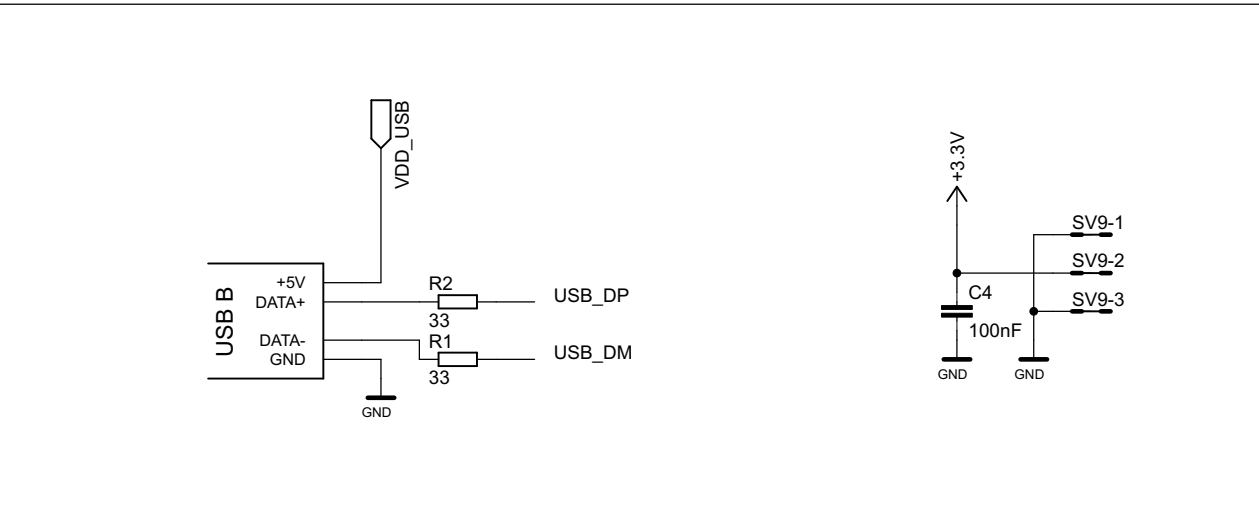 VDD_USB
USB B
+5V
DATA+
DATA-
GND
R2
33
R1
33
USB_DP
USB_DM
GND
+3.3V
C4
100nF
GND
GND
SV9-1
SV9-2
SV9-3